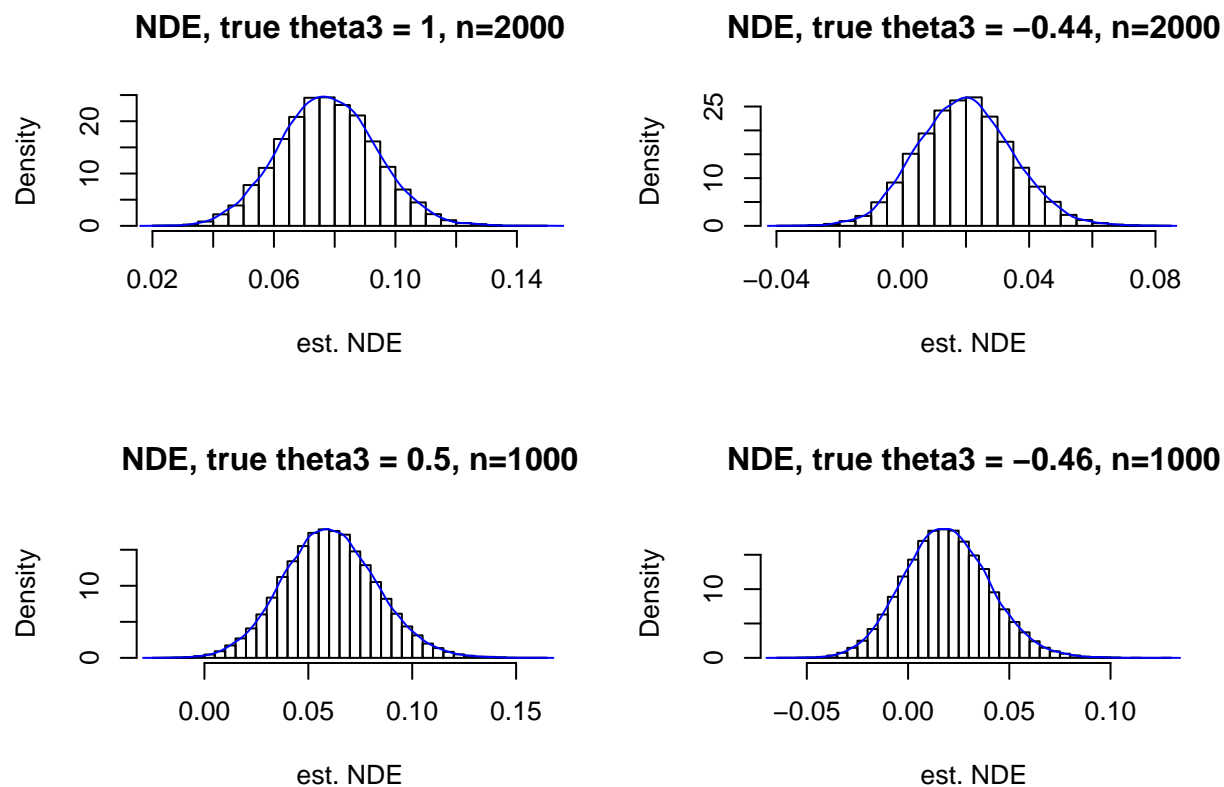 NDE, true theta3 = 1, n=2000
Density
0 10 20
0.02 0.06 0.10 0.14
est. NDE
NDE, true theta3 = −0.44, n=2000
Density
0 10 25
−0.04 0.00 0.04 0.08
est. NDE
NDE, true theta3 = 0.5, n=1000
Density
0 10
0.00 0.05 0.10 0.15
est. NDE
NDE, true theta3 = −0.46, n=1000
Density
0 10
−0.05 0.00 0.05 0.10
est. NDE